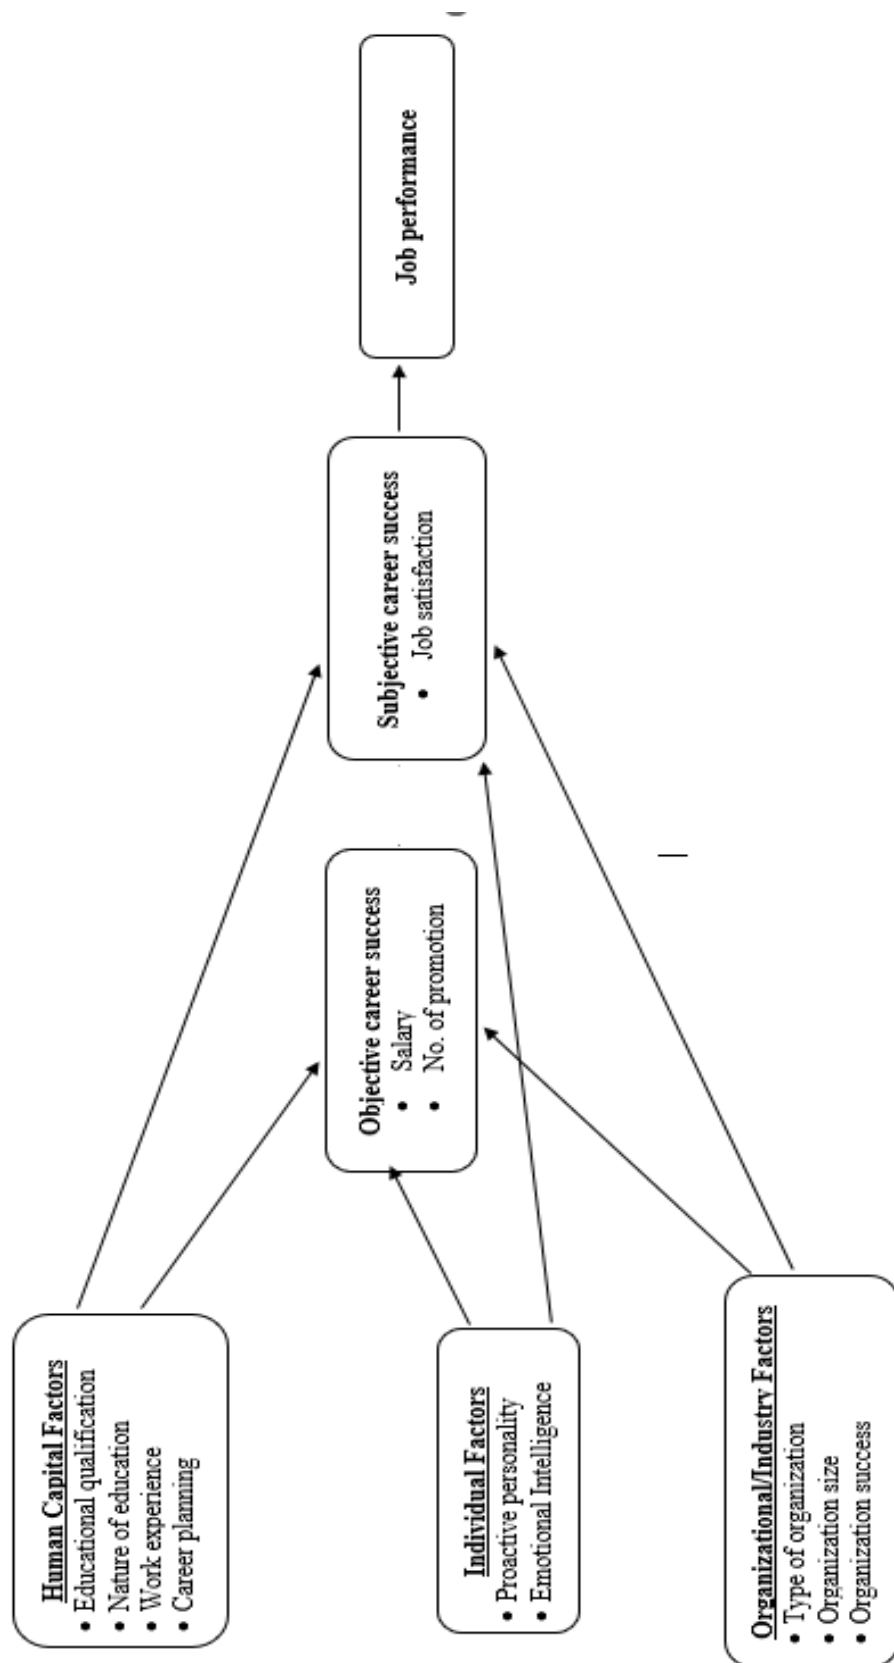 Human Capital Factors
• Educational qualification
• Nature of education
• Work experience
• Career planning
Individual Factors
• Proactive personality
• Emotional Intelligence
Organizational/Industry Factors
• Type of organization
• Organization size
• Organization success
Objective career success
• Salary
• No. of promotion
Subjective career success
• Job satisfaction
Job performance